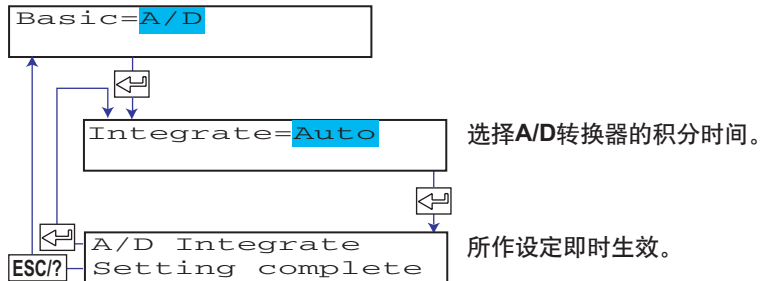 Basic=A/D
Integrate=Auto
选择A/D转换器的积分时间。
A/D Integrate
Setting complete
所作设定即时生效。
ESC/?